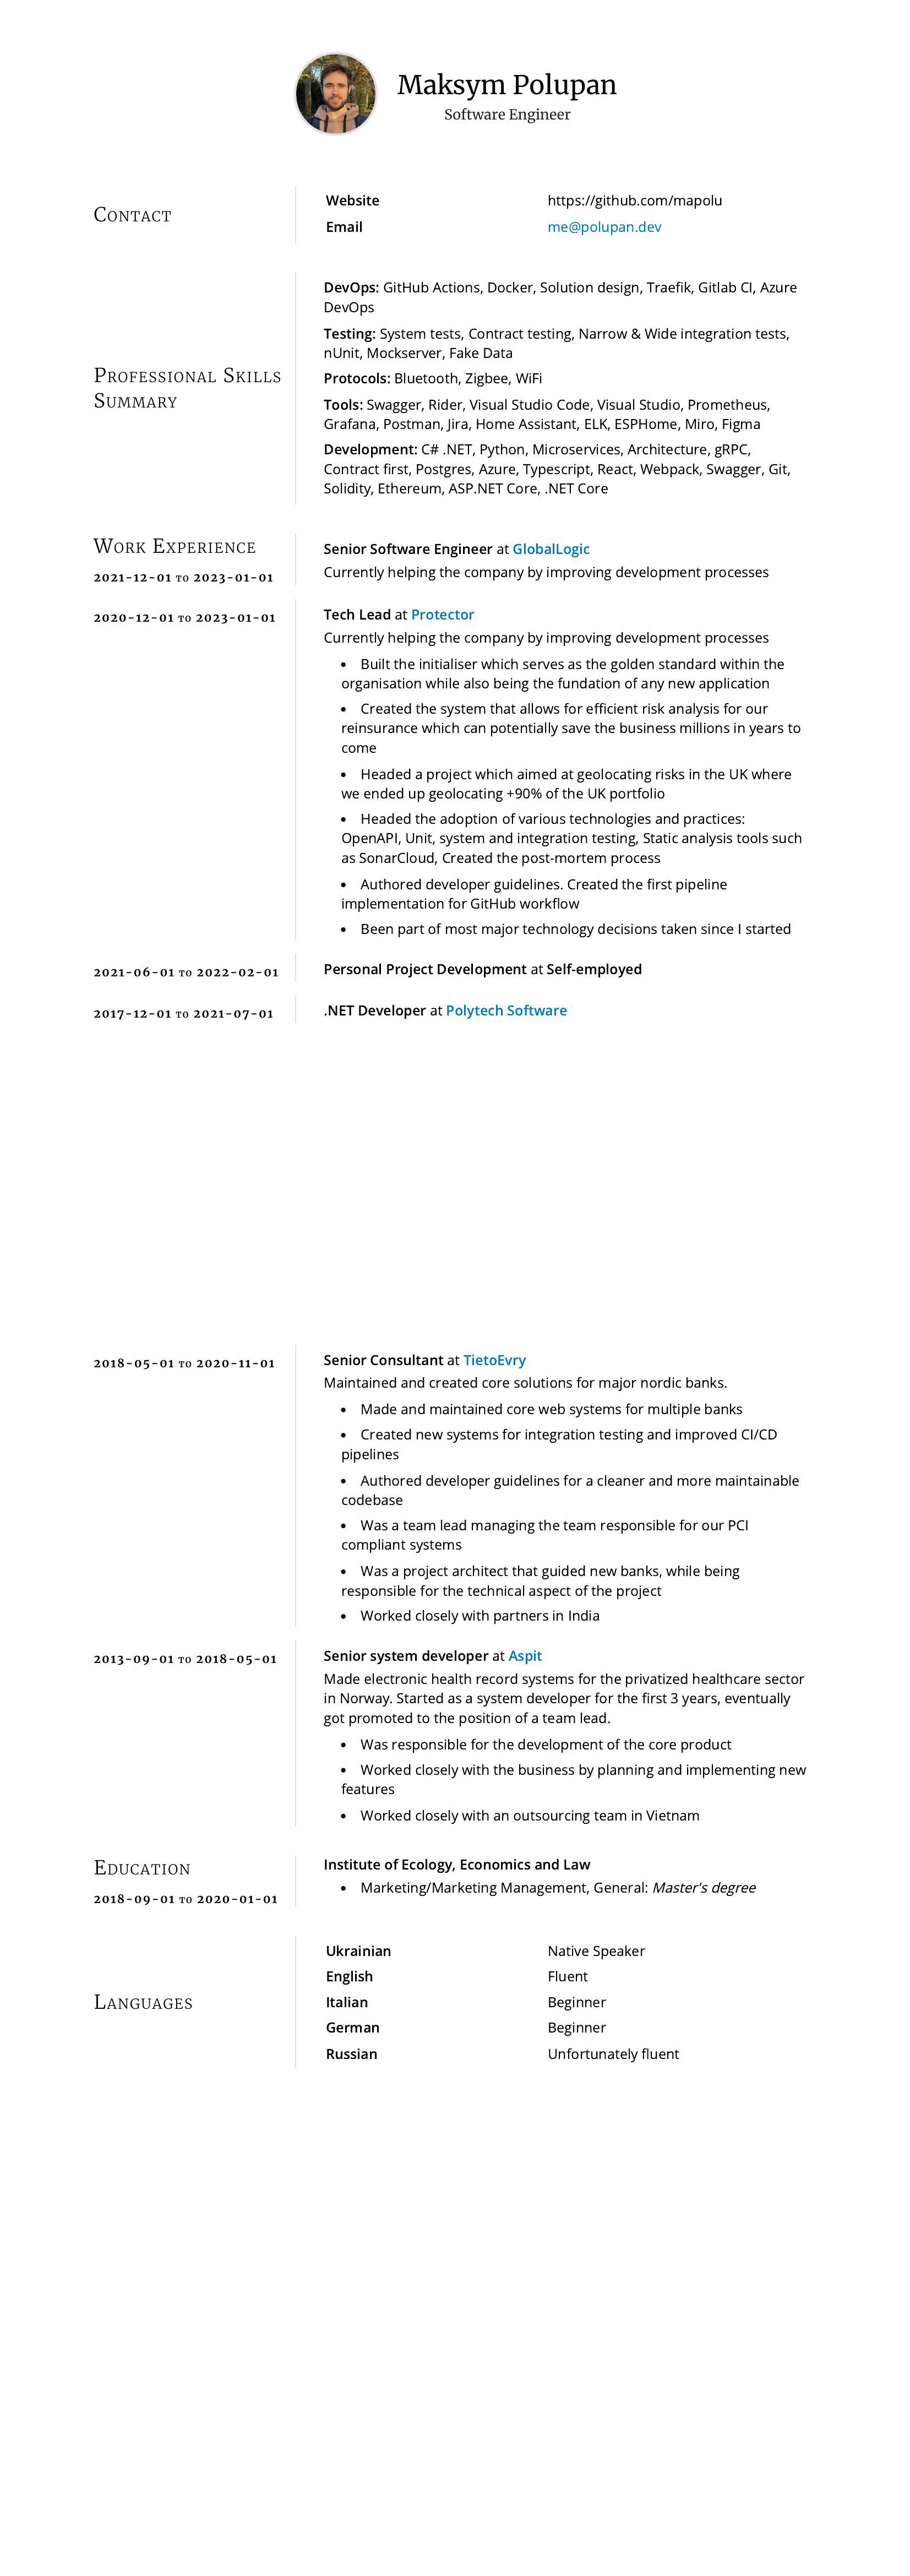 Maksym Polupan
Software Engineer
Contact
Website https://github.com/mapolu
Email me@polupan.dev
Professional Skills
Summary
DevOps: GitHub Actions, Docker, Solution design, Traefik, Gitlab CI, Azure
DevOps
Testing: System tests, Contract testing, Narrow & Wide integration tests,
nUnit, Mockserver, Fake Data
Protocols: Bluetooth, Zigbee, WiFi
Tools: Swagger, Rider, Visual Studio Code, Visual Studio, Prometheus,
Grafana, Postman, Jira, Home Assistant, ELK, ESPHome, Miro, Figma
Development: C# .NET, Python, Microservices, Architecture, gRPC,
Contract first, Postgres, Azure, Typescript, React, Webpack, Swagger, Git,
Solidity, Ethereum, ASP.NET Core, .NET Core
Work Experience
2021-12-01 to 2023-01-01
Senior Software Engineer at GlobalLogic
Currently helping the company by improving development processes
2020-12-01 to 2023-01-01
Tech Lead at Protector
Currently helping the company by improving development processes
• Built the initialiser which serves as the golden standard within the
organisation while also being the fundation of any new application
• Created the system that allows for efficient risk analysis for our
reinsurance which can potentially save the business millions in years to
come
• Headed a project which aimed at geolocating risks in the UK where
we ended up geolocating +90% of the UK portfolio
• Headed the adoption of various technologies and practices:
OpenAPI, Unit, system and integration testing, Static analysis tools such
as SonarCloud, Created the post-mortem process
• Authored developer guidelines. Created the first pipeline
implementation for GitHub workflow
• Been part of most major technology decisions taken since I started
2021-06-01 to 2022-02-01
Personal Project Development at Self-employed
2017-12-01 to 2021-07-01
.NET Developer at Polytech Software
2018-05-01 to 2020-11-01
Senior Consultant at TietoEvry
Maintained and created core solutions for major nordic banks.
• Made and maintained core web systems for multiple banks
• Created new systems for integration testing and improved CI/CD
pipelines
• Authored developer guidelines for a cleaner and more maintainable
codebase
• Was a team lead managing the team responsible for our PCI
compliant systems
• Was a project architect that guided new banks, while being
responsible for the technical aspect of the project
• Worked closely with partners in India
2013-09-01 to 2018-05-01
Senior system developer at Aspit
Made electronic health record systems for the privatized healthcare sector
in Norway. Started as a system developer for the first 3 years, eventually
got promoted to the position of a team lead.
• Was responsible for the development of the core product
• Worked closely with the business by planning and implementing new
features
• Worked closely with an outsourcing team in Vietnam
Education
2018-09-01 to 2020-01-01
Institute of Ecology, Economics and Law
• Marketing/Marketing Management, General: Master's degree
Languages
Ukrainian Native Speaker
English Fluent
Italian Beginner
German Beginner
Russian Unfortunately fluent